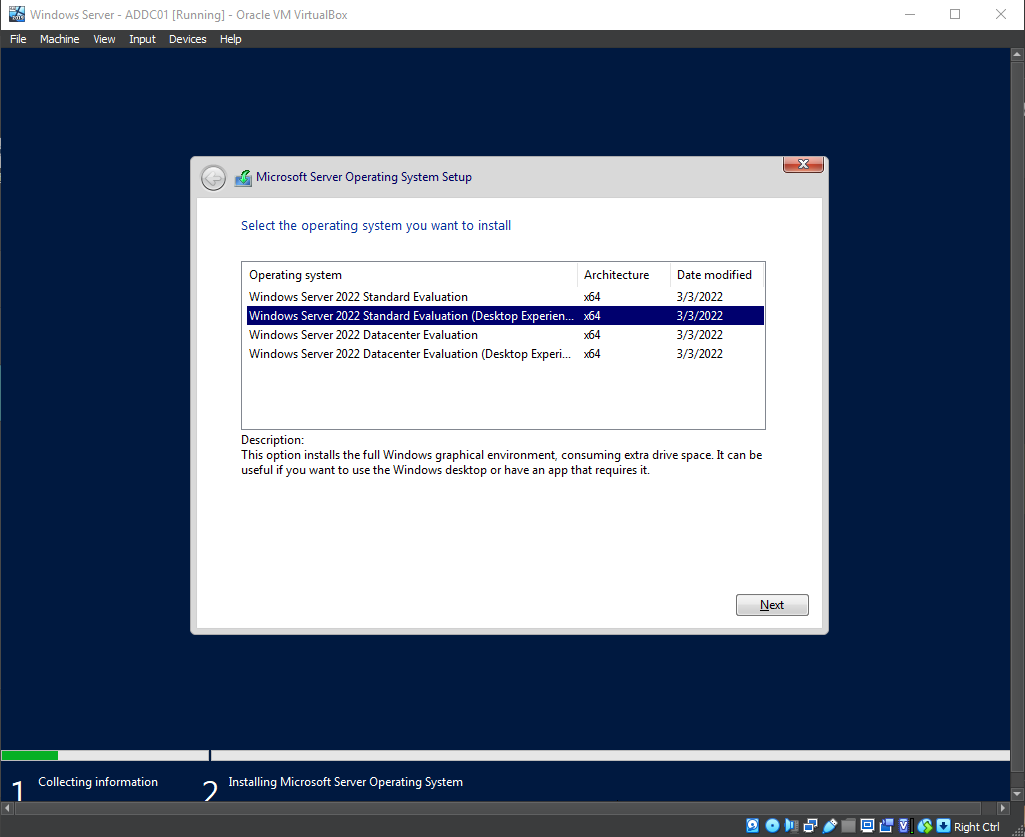 Windows Server - ADDC01 [Running] - Oracle VM VirtualBox
File Machine View Input Devices Help
Microsoft Server Operating System Setup
Select the operating system you want to install
Operating system Architecture Date modified
Windows Server 2022 Standard Evaluation x64 3/3/2022
Windows Server 2022 Standard Evaluation (Desktop Experien... x64 3/3/2022
Windows Server 2022 Datacenter Evaluation x64 3/3/2022
Windows Server 2022 Datacenter Evaluation (Desktop Experi... x64 3/3/2022
Description:
This option installs the full Windows graphical environment, consuming extra drive space. It can be
useful if you want to use the Windows desktop or have an app that requires it.
Next
1 Collecting information 2 Installing Microsoft Server Operating System
Right Ctrl